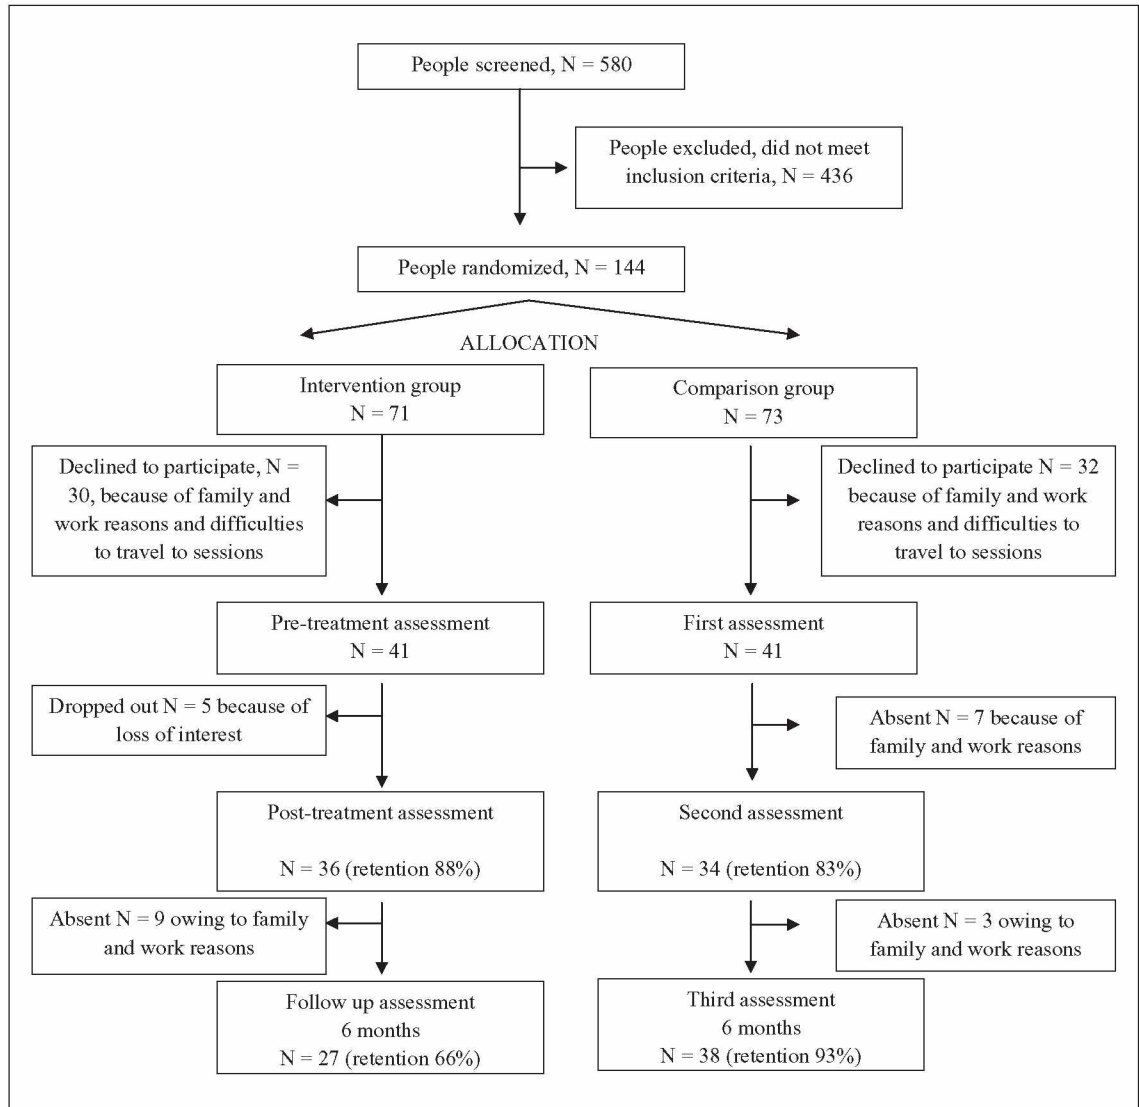 People screened, N = 580
People excluded, did not meet
inclusion criteria, N = 436
People randomized, N = 144
ALLOCATION
Intervention group
N = 71
Comparison group
N = 73
Declined to participate, N =
30, because of family and
work reasons and difficulties
to travel to sessions
Declined to participate N = 32
because of family and work
reasons and difficulties to
travel to sessions
Pre-treatment assessment
N = 41
First assessment
N = 41
Dropped out N = 5 because of
loss of interest
Absent N = 7 because of
family and work reasons
Post-treatment assessment
N = 36 (retention 88%)
Second assessment
N = 34 (retention 83%)
Absent N = 9 owing to family
and work reasons
Absent N = 3 owing to
family and work reasons
Follow up assessment
6 months
N = 27 (retention 66%)
Third assessment
6 months
N = 38 (retention 93%)